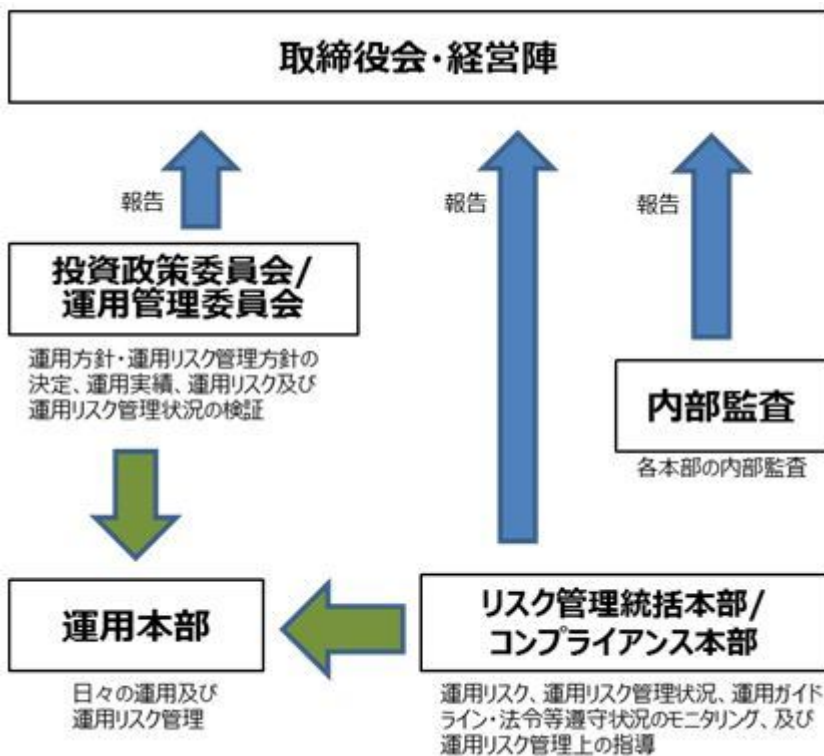 取締役会・経営陣
報告
報告
報告
投資政策委員会/
運用管理委員会
運用方針・運用リスク管理方針の
決定、運用実績、運用リスク及び
運用リスク管理状況の検証
内部監査
各本部の内部監査
運用本部
日々の運用及び
運用リスク管理
リスク管理統括本部/
コンプライアンス本部
運用リスク、運用リスク管理状況、運用ガイド
ライン・法令等遵守状況のモニタリング、及び
運用リスク管理上の指導